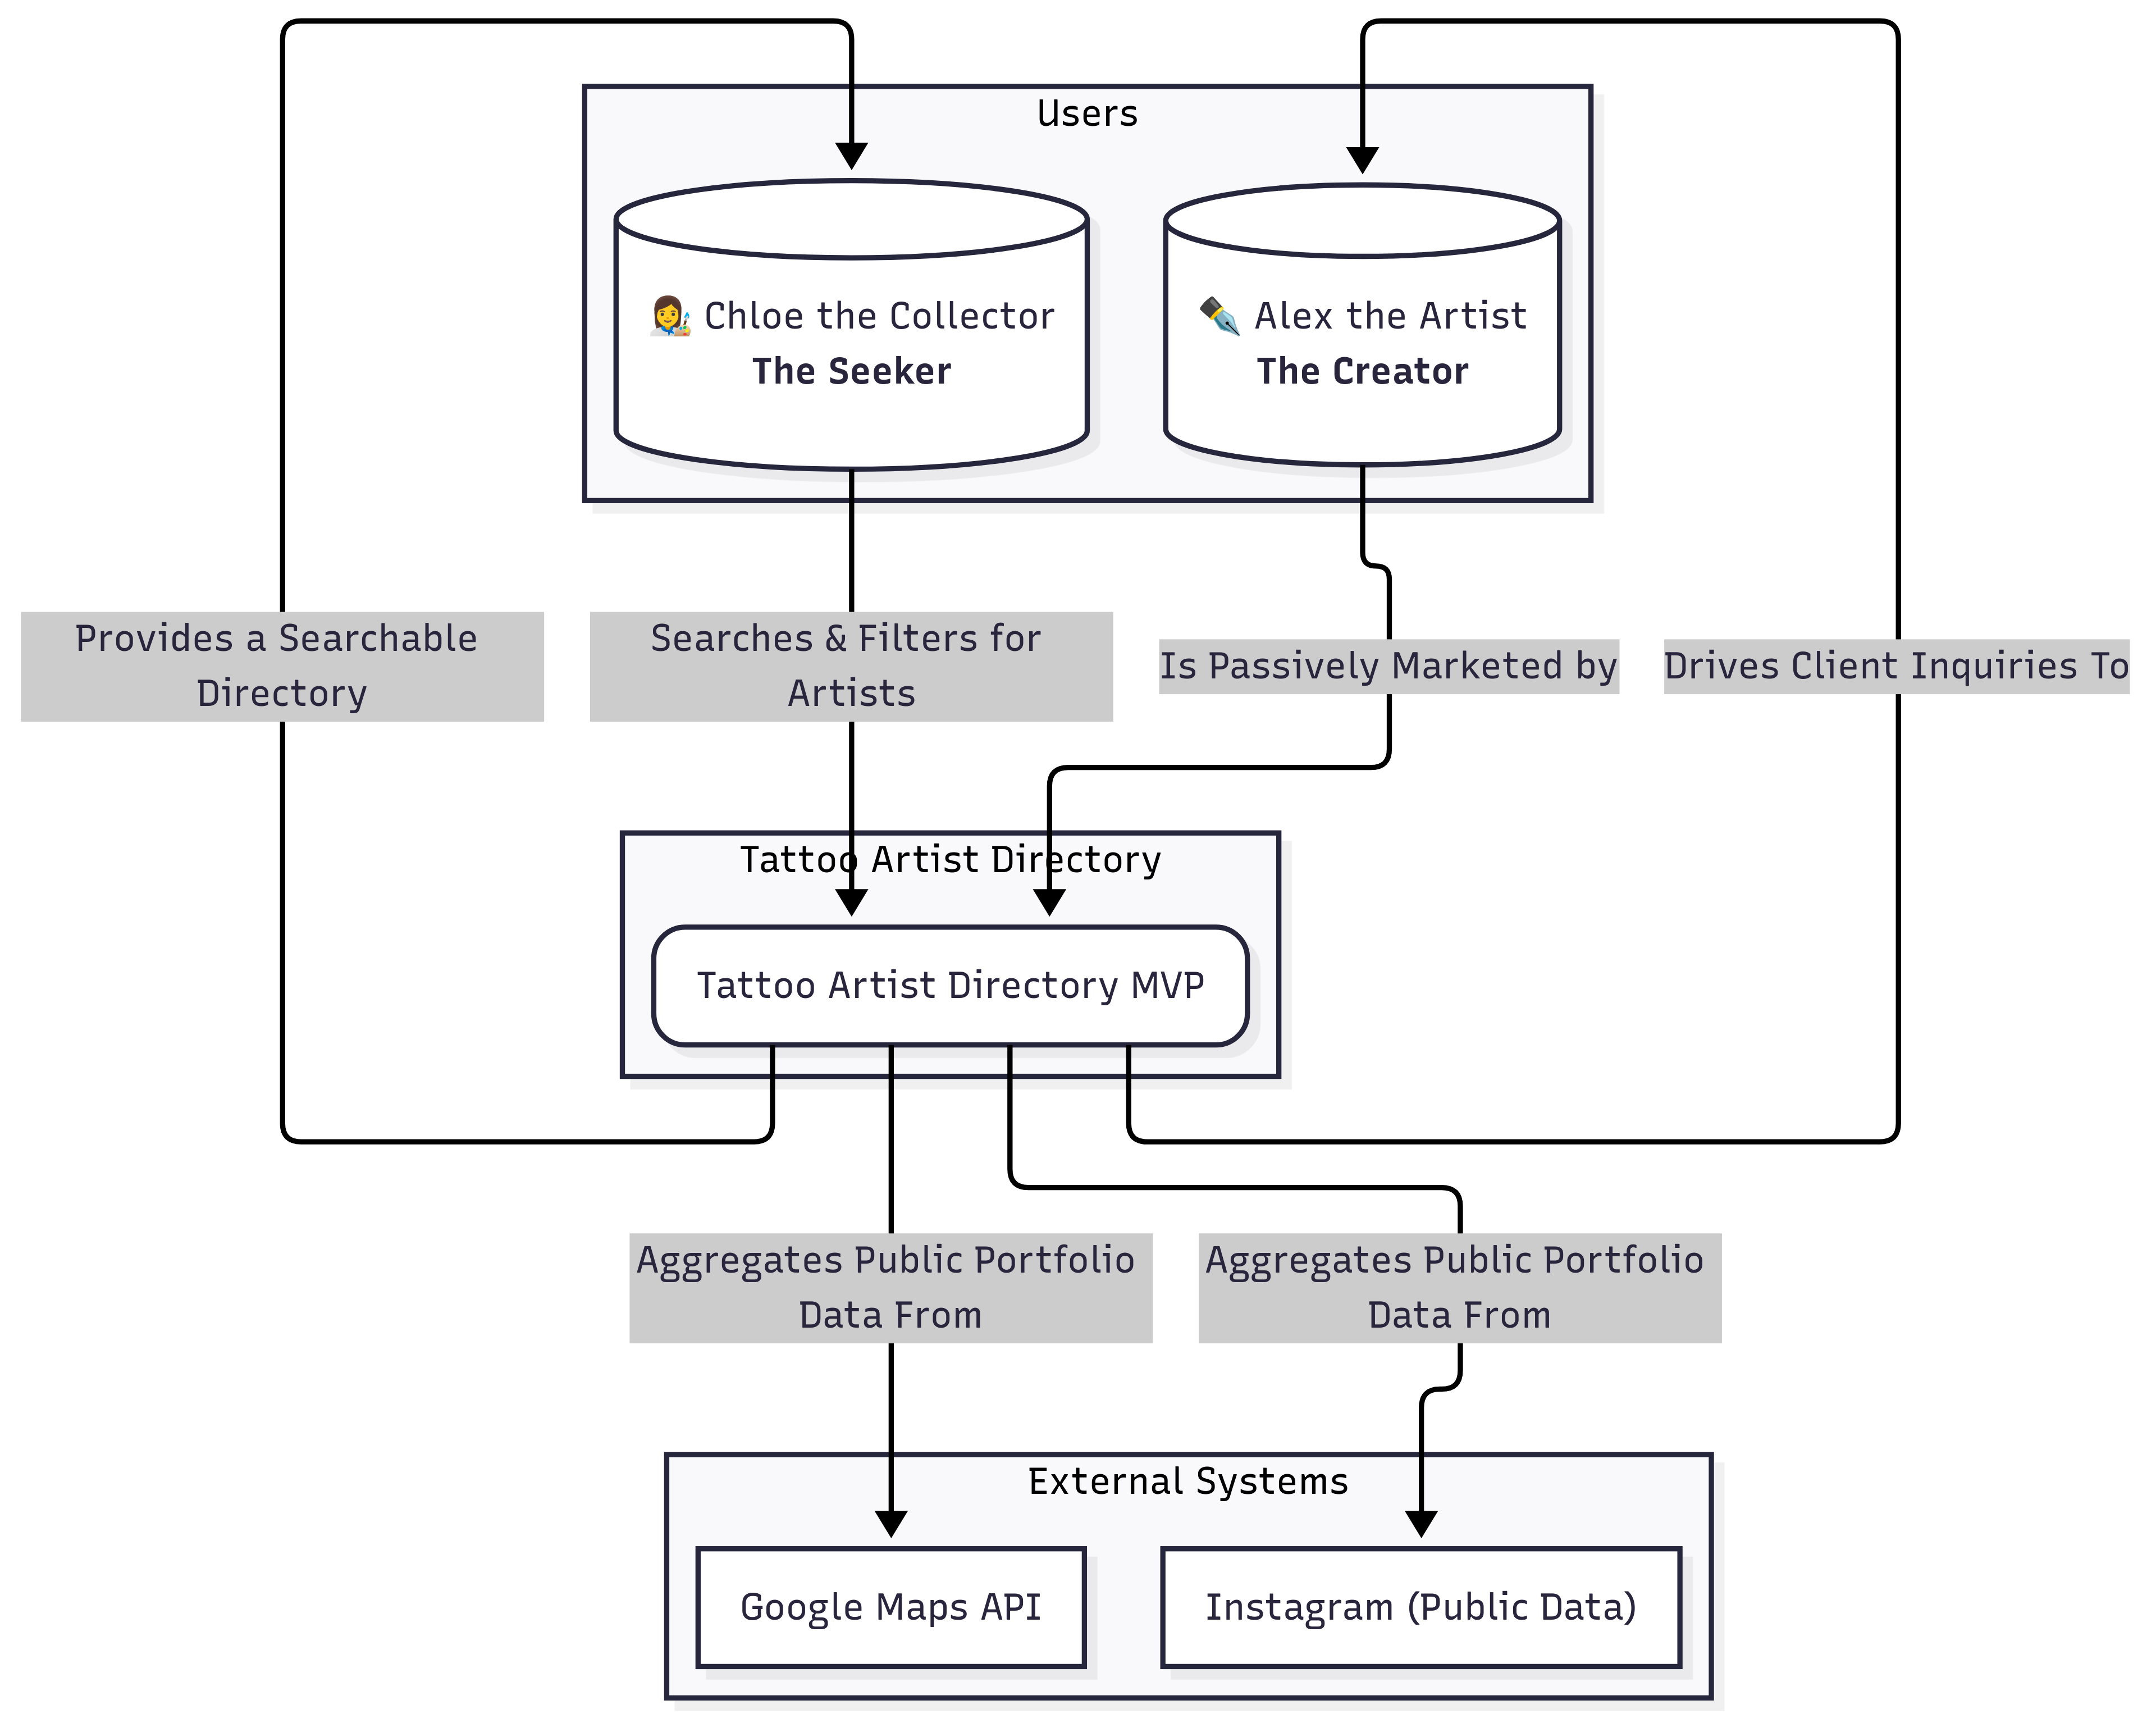 Users
👩‍🎨 Chloe the Collector
The Seeker
✒️ Alex the Artist
The Creator
Provides a Searchable
Directory
Searches & Filters for
Artists
Is Passively Marketed by
Drives Client Inquiries To
Tattoo Artist Directory
Tattoo Artist Directory MVP
Aggregates Public Portfolio
Data From
Aggregates Public Portfolio
Data From
External Systems
Google Maps API
Instagram (Public Data)